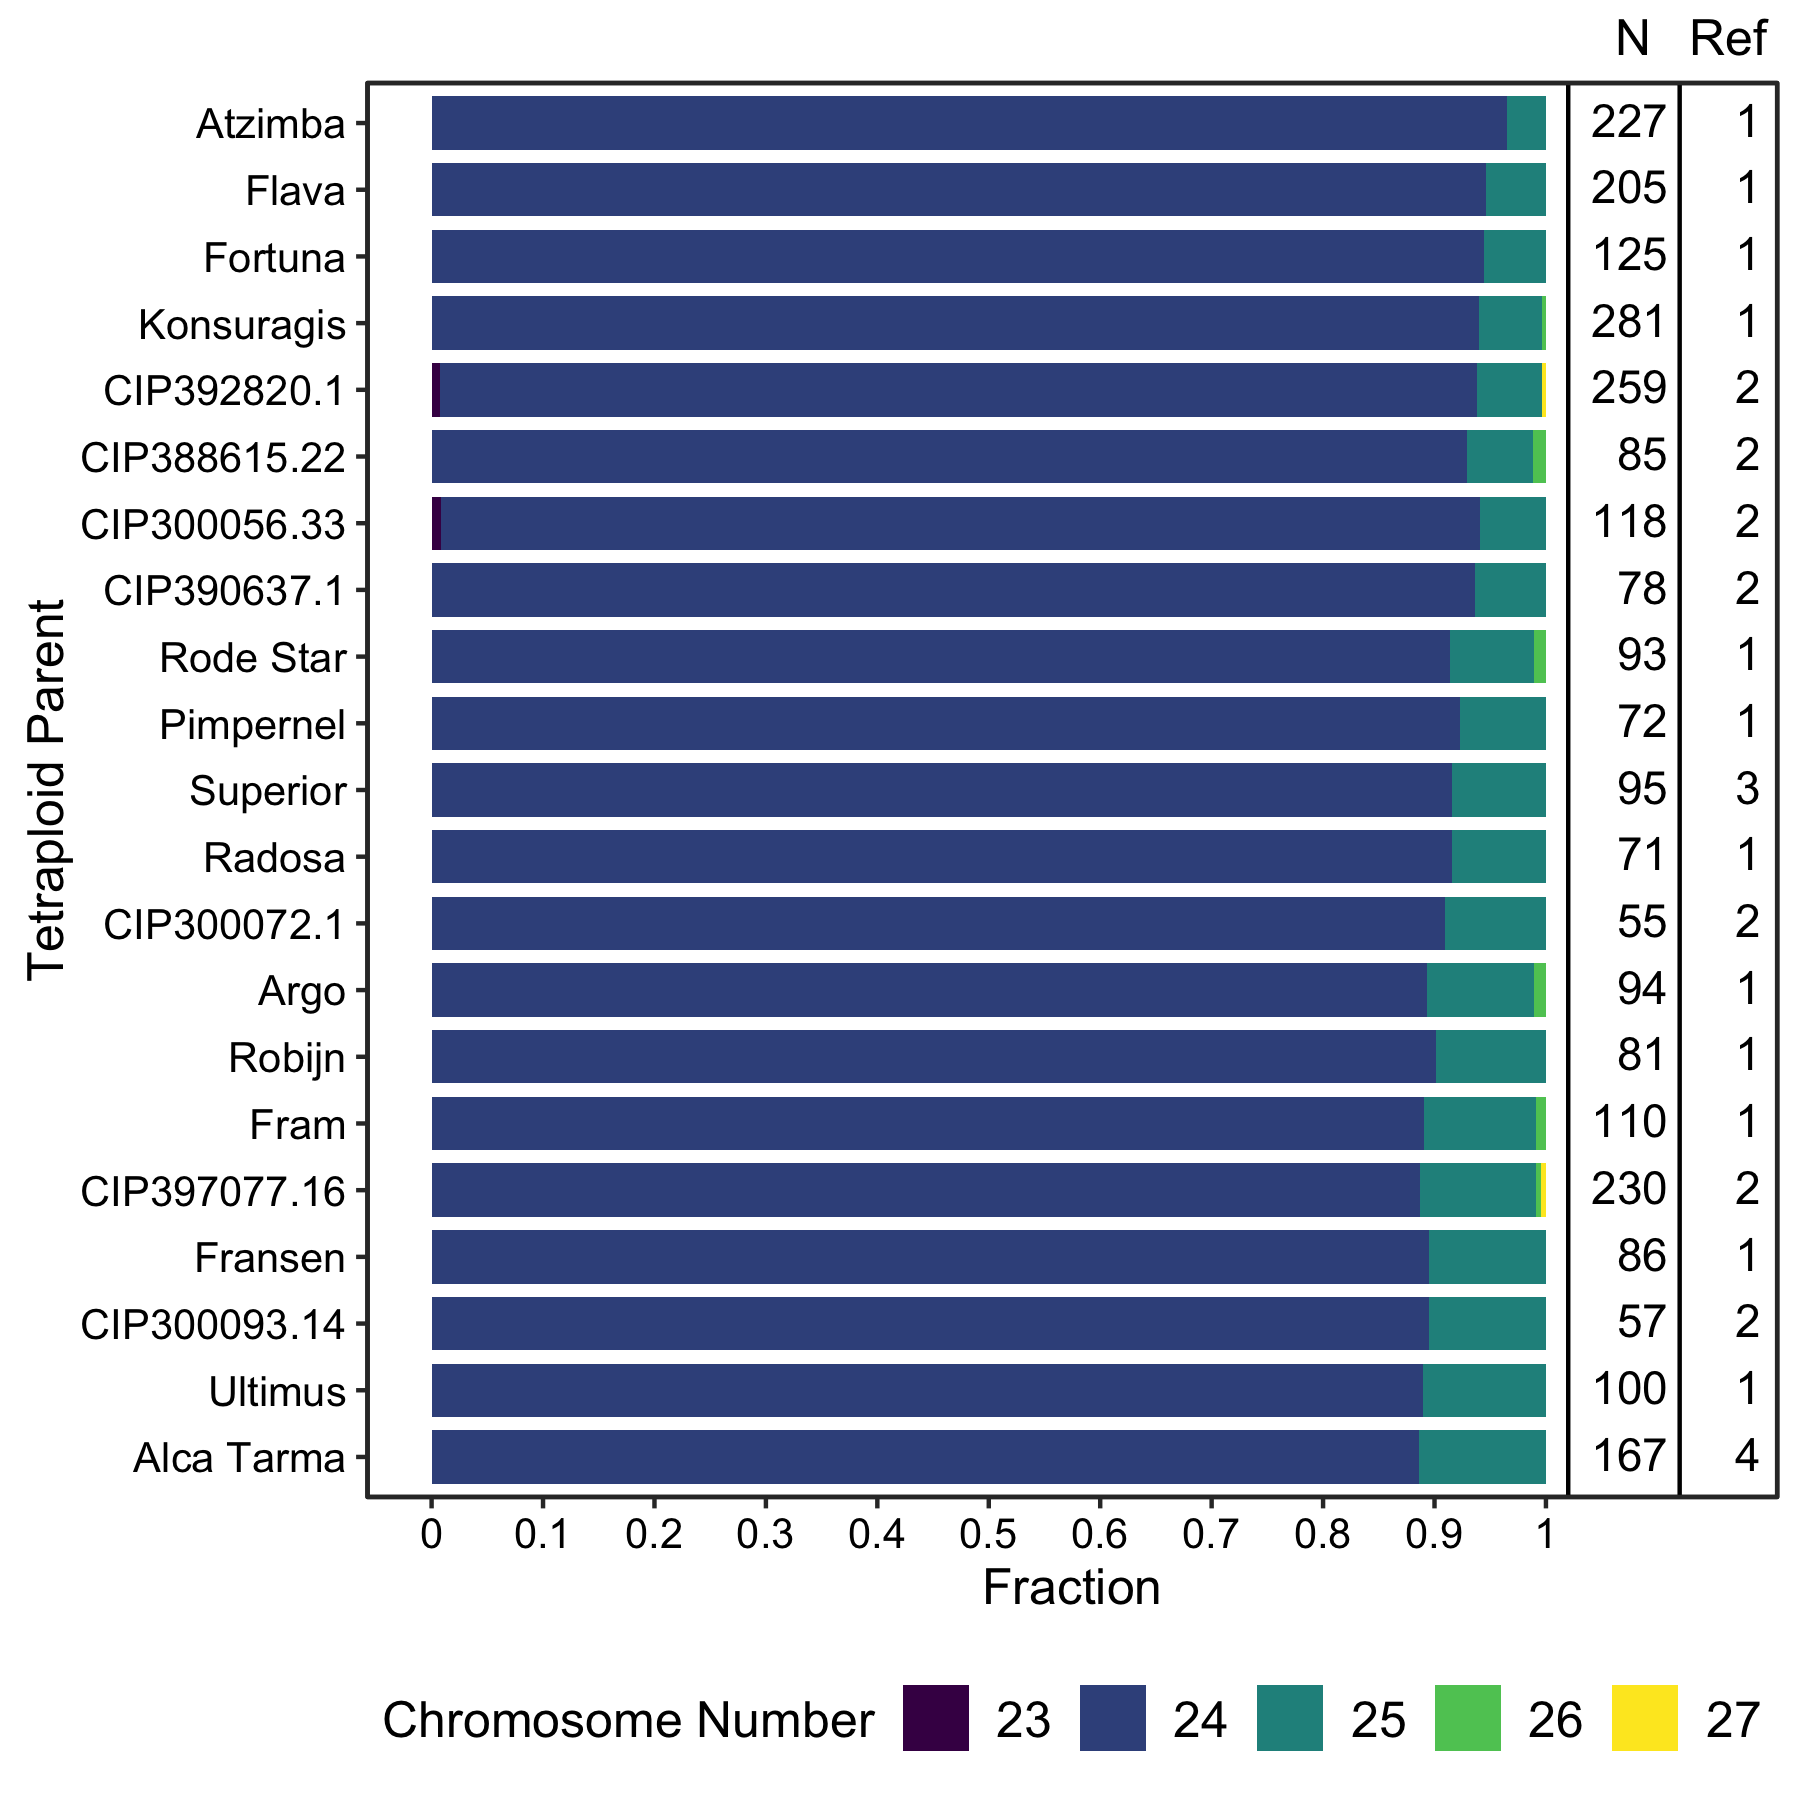 N Ref
Atzimba 227 1
Flava 205 1
Fortuna 125 1
Konsuragis 281 1
CIP392820.1 259 2
CIP388615.22 85 2
CIP300056.33 118 2
CIP390637.1 78 2
Rode Star 93 1
Pimpernel 72 1
Superior 95 3
Radosa 71 1
CIP300072.1 55 2
Argo 94 1
Robijn 81 1
Fram 110 1
CIP397077.16 230 2
Fransen 86 1
CIP300093.14 57 2
Ultimus 100 1
Alca Tarma 167 4
Tetraploid Parent
0 0.1 0.2 0.3 0.4 0.5 0.6 0.7 0.8 0.9 1
Fraction
Chromosome Number 23 24 25 26 27